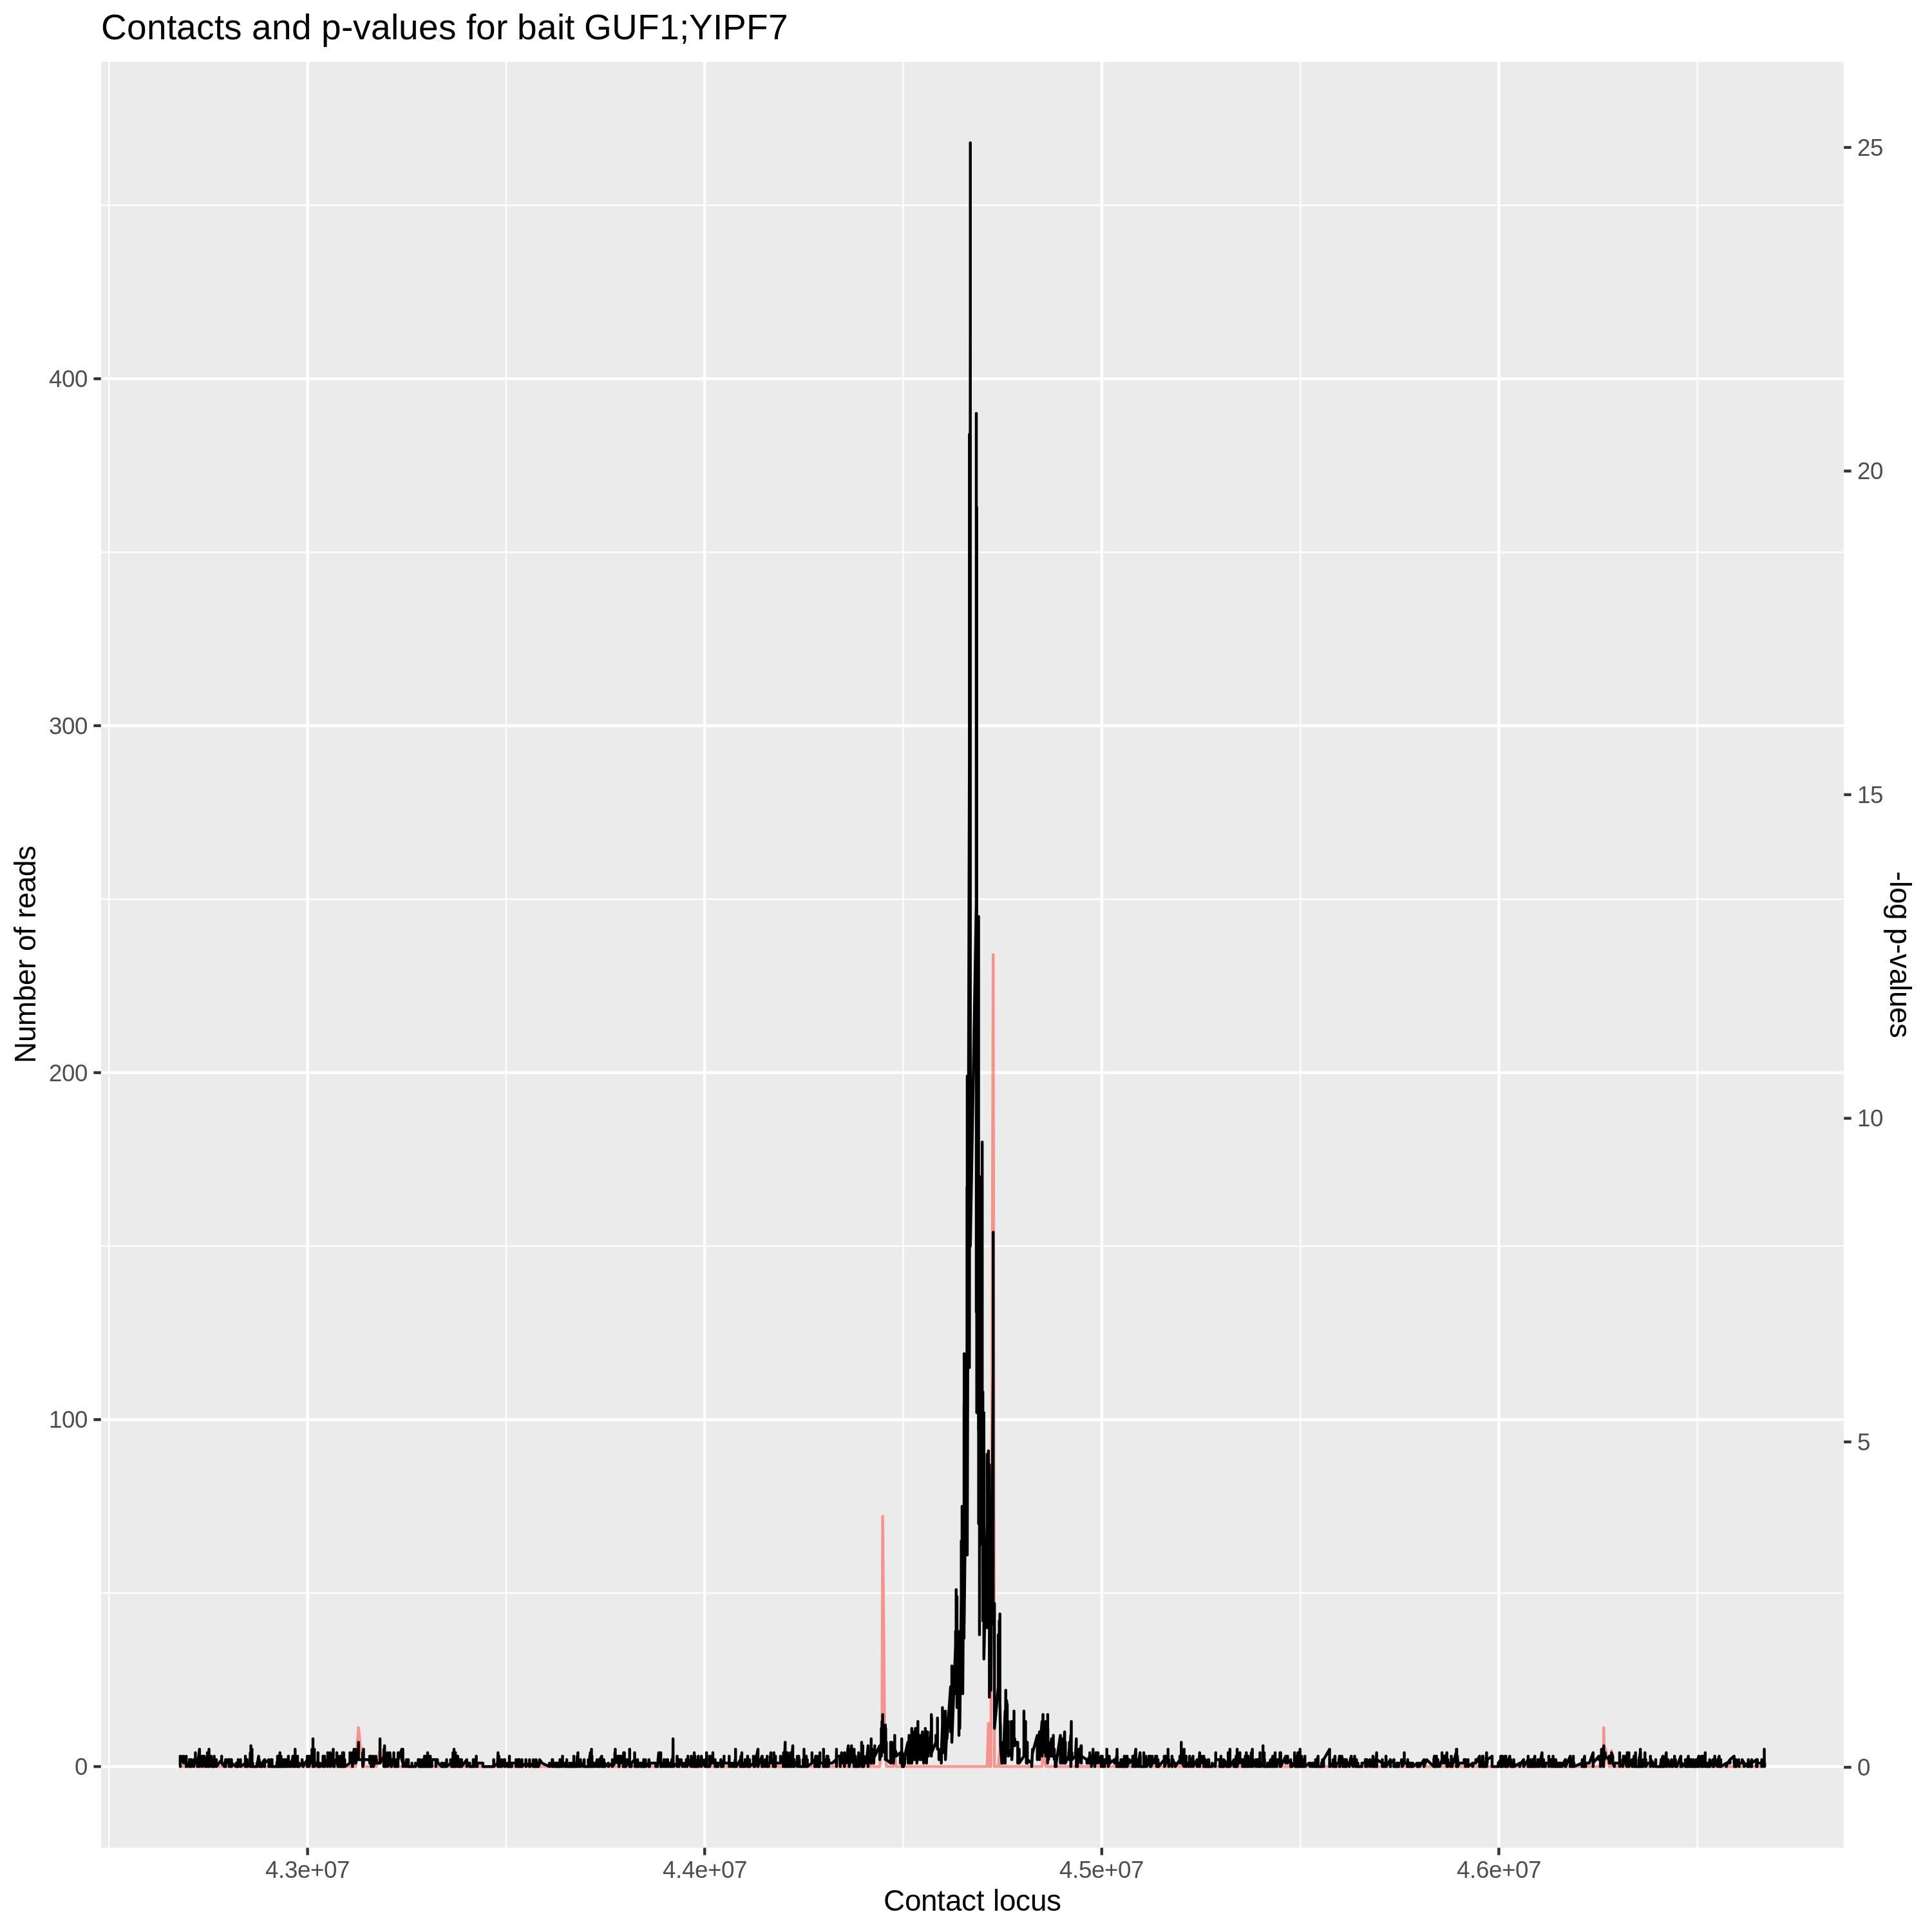 Contacts and p-values for bait GUF1;YIPF7
Number of reads
400
300
200
100
0
25
20
15
10
5
0
-log p-values
4.3e+07 4.4e+07 4.5e+07 4.6e+07
Contact locus